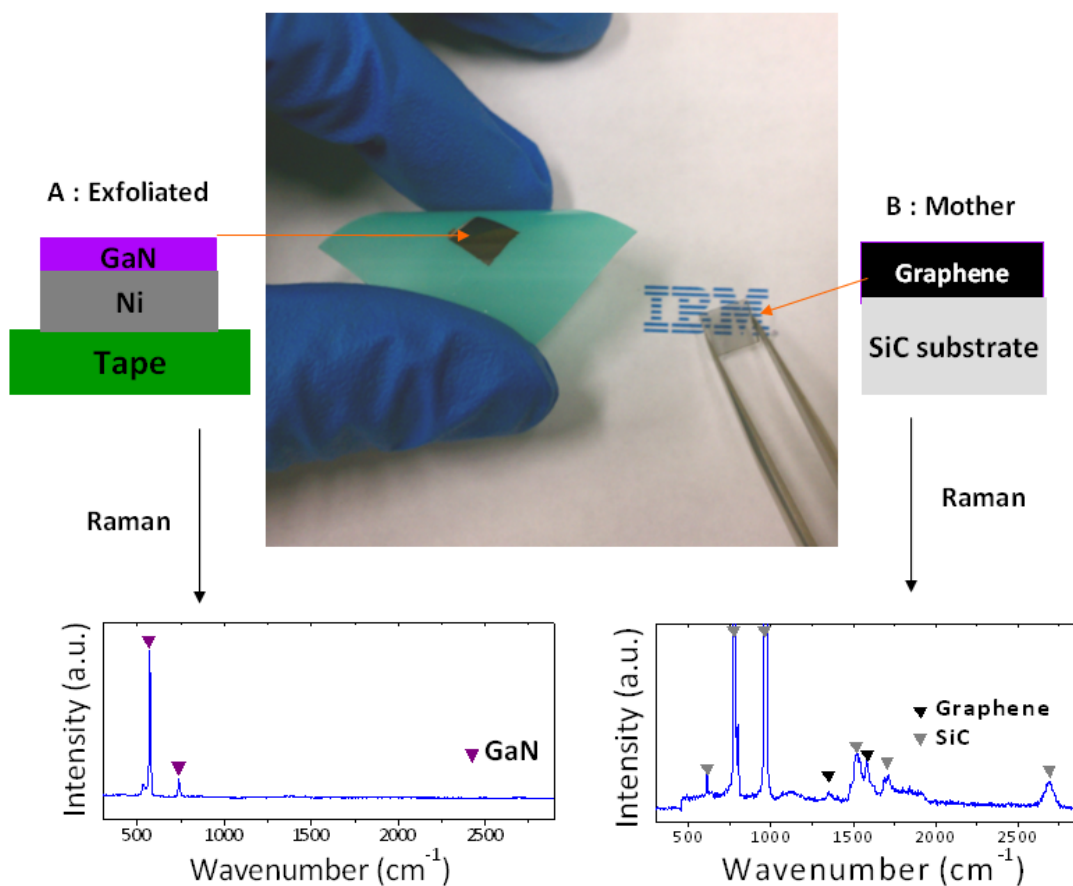 A : Exfoliated
GaN
Ni
Tape
Raman
IBM
B : Mother
Graphene
SiC substrate
Raman
Intensity (a.u.)
GaN
500 1000 1500 2000 2500
Wavenumber (cm-1)
Intensity (a.u.)
Graphene
SiC
500 1000 1500 2000 2500
Wavenumber (cm-1)